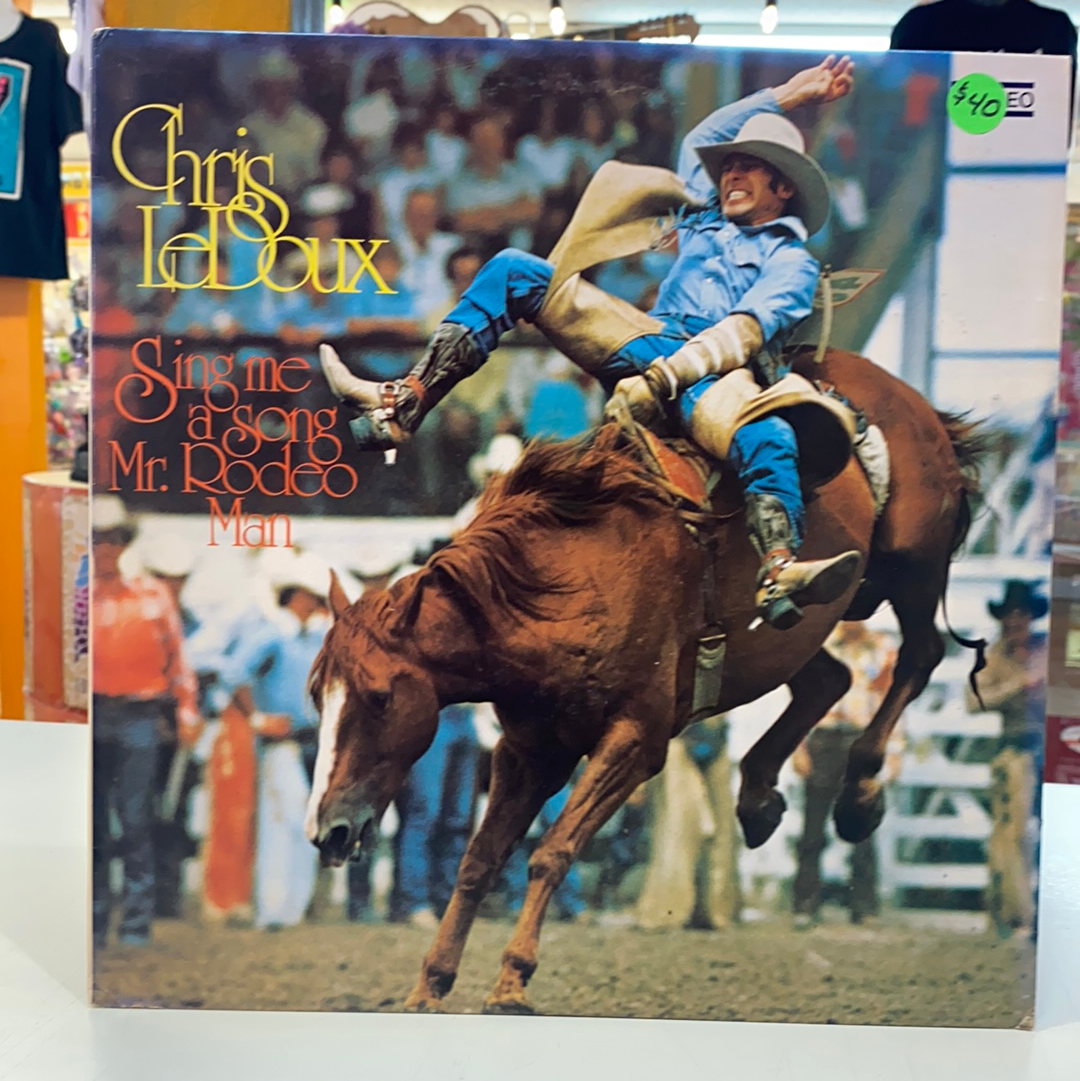 Chris
LeDoux
Sing me
a song
Mr. Rodeo
Man
$40
EO